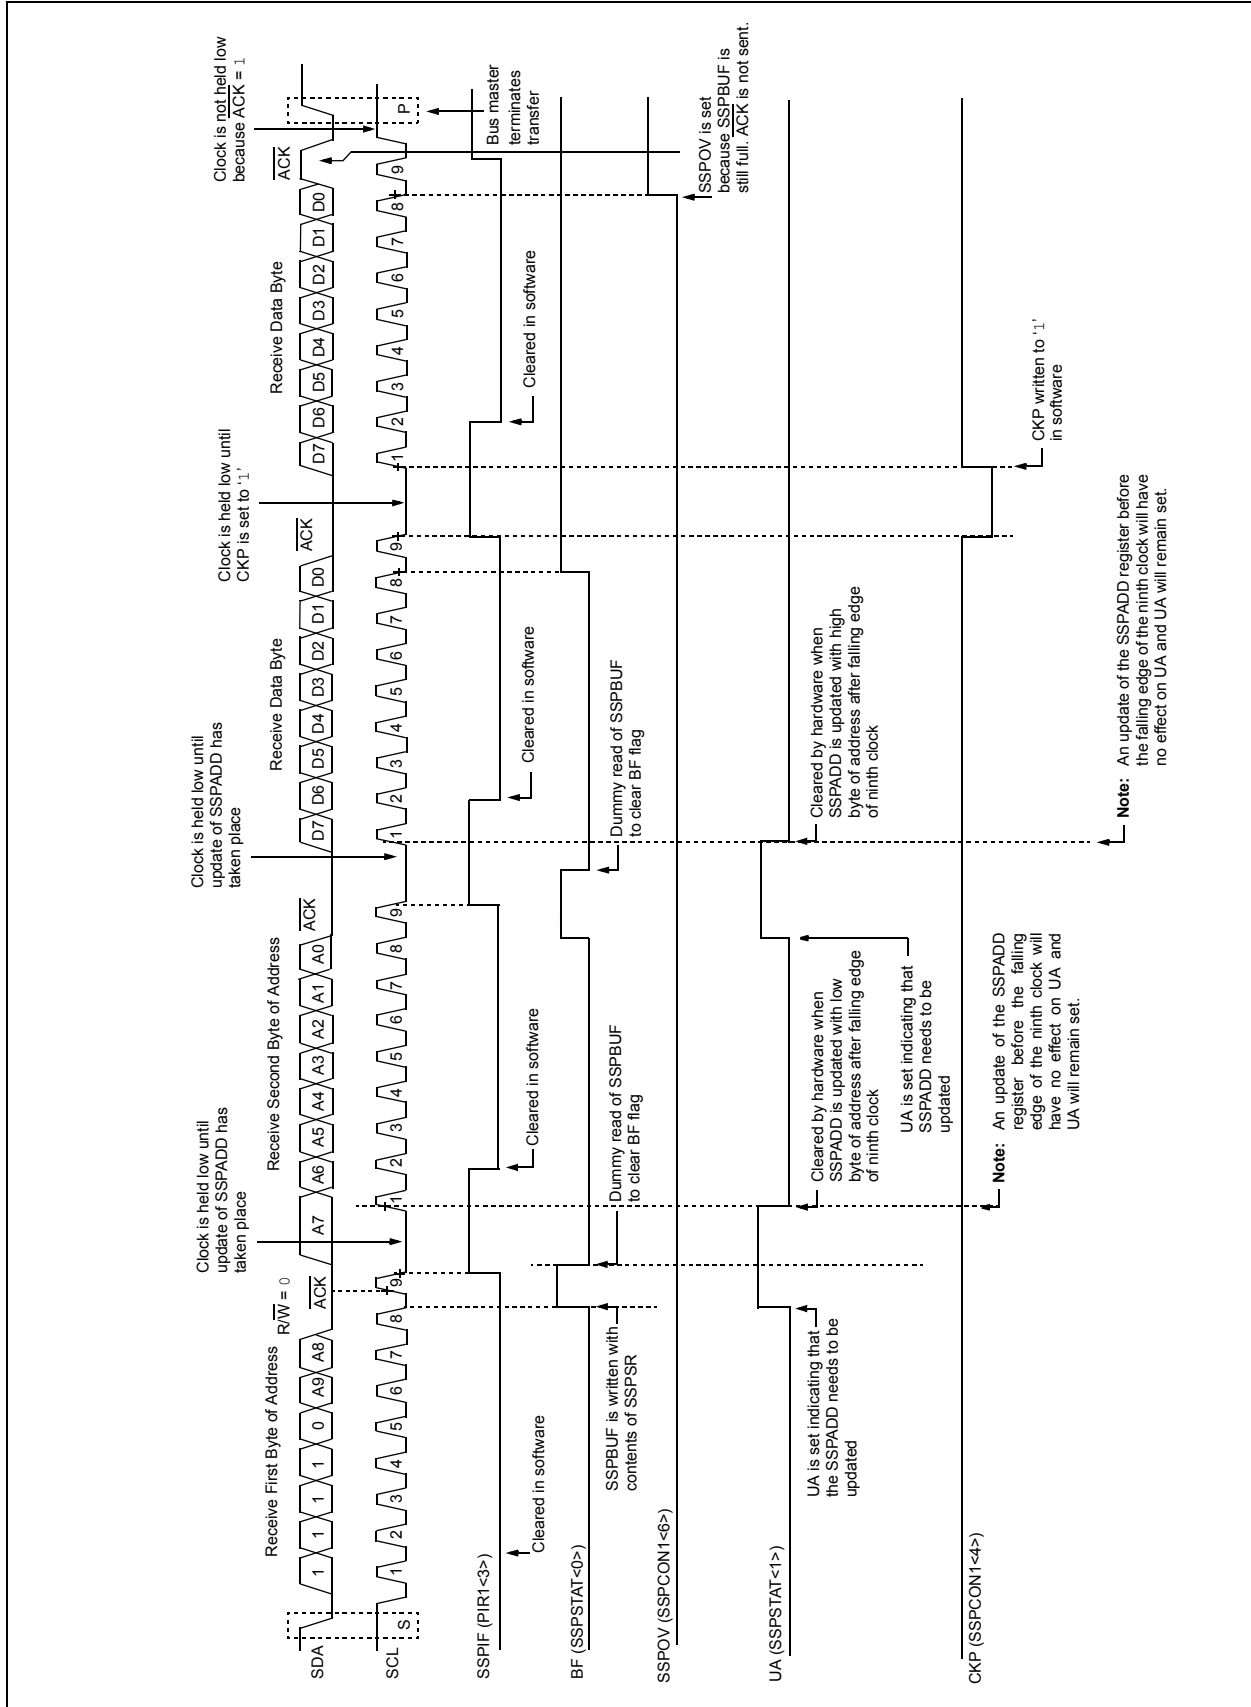 Clock is not held low
because ACK = 1
ACK
Receive Data Byte
D7 D6 D5 D4 D3 D2 D1 D0
Clock is held low until
CKP is set to ‘1’
ACK
Receive Data Byte
D7 D6 D5 D4 D3 D2 D1 D0
Clock is held low until
update of SSPADD has
taken place
ACK
Receive Second Byte of Address
A7 A6 A5 A4 A3 A2 A1 A0
Clock is held low until
update of SSPADD has
taken place
R/W = 0
ACK
Receive First Byte of Address
1 1 1 1 0 A9 A8
SDA
SCL
S
1 2 3 4 5 6 7 8 9
1 2 3 4 5 6 7 8 9
1 2 3 4 5 6 7 8 9
1 2 3 4 5 6 7 8 9
P
Bus master
terminates
transfer
SSPIF (PIR1<3>)
Cleared in software
Cleared in software
Cleared in software
Cleared in software
BF (SSPSTAT<0>)
SSPBUF is written with
contents of SSPSR
Dummy read of SSPBUF
to clear BF flag
Dummy read of SSPBUF
to clear BF flag
SSPOV (SSPCON1<6>)
SSPOV is set
because SSPBUF is
still full. ACK is not sent.
UA (SSPSTAT<1>)
UA is set indicating that
the SSPADD needs to be
updated
Cleared by hardware when
SSPADD is updated with low
byte of address after falling edge
of ninth clock
UA is set indicating that
SSPADD needs to be
updated
Cleared by hardware when
SSPADD is updated with high
byte of address after falling edge
of ninth clock
CKP (SSPCON1<4>)
CKP written to ‘1’
in software
Note: An update of the SSPADD
register before the falling
edge of the ninth clock will
have no effect on UA and
UA will remain set.
Note: An update of the SSPADD register before
the falling edge of the ninth clock will have
no effect on UA and UA will remain set.